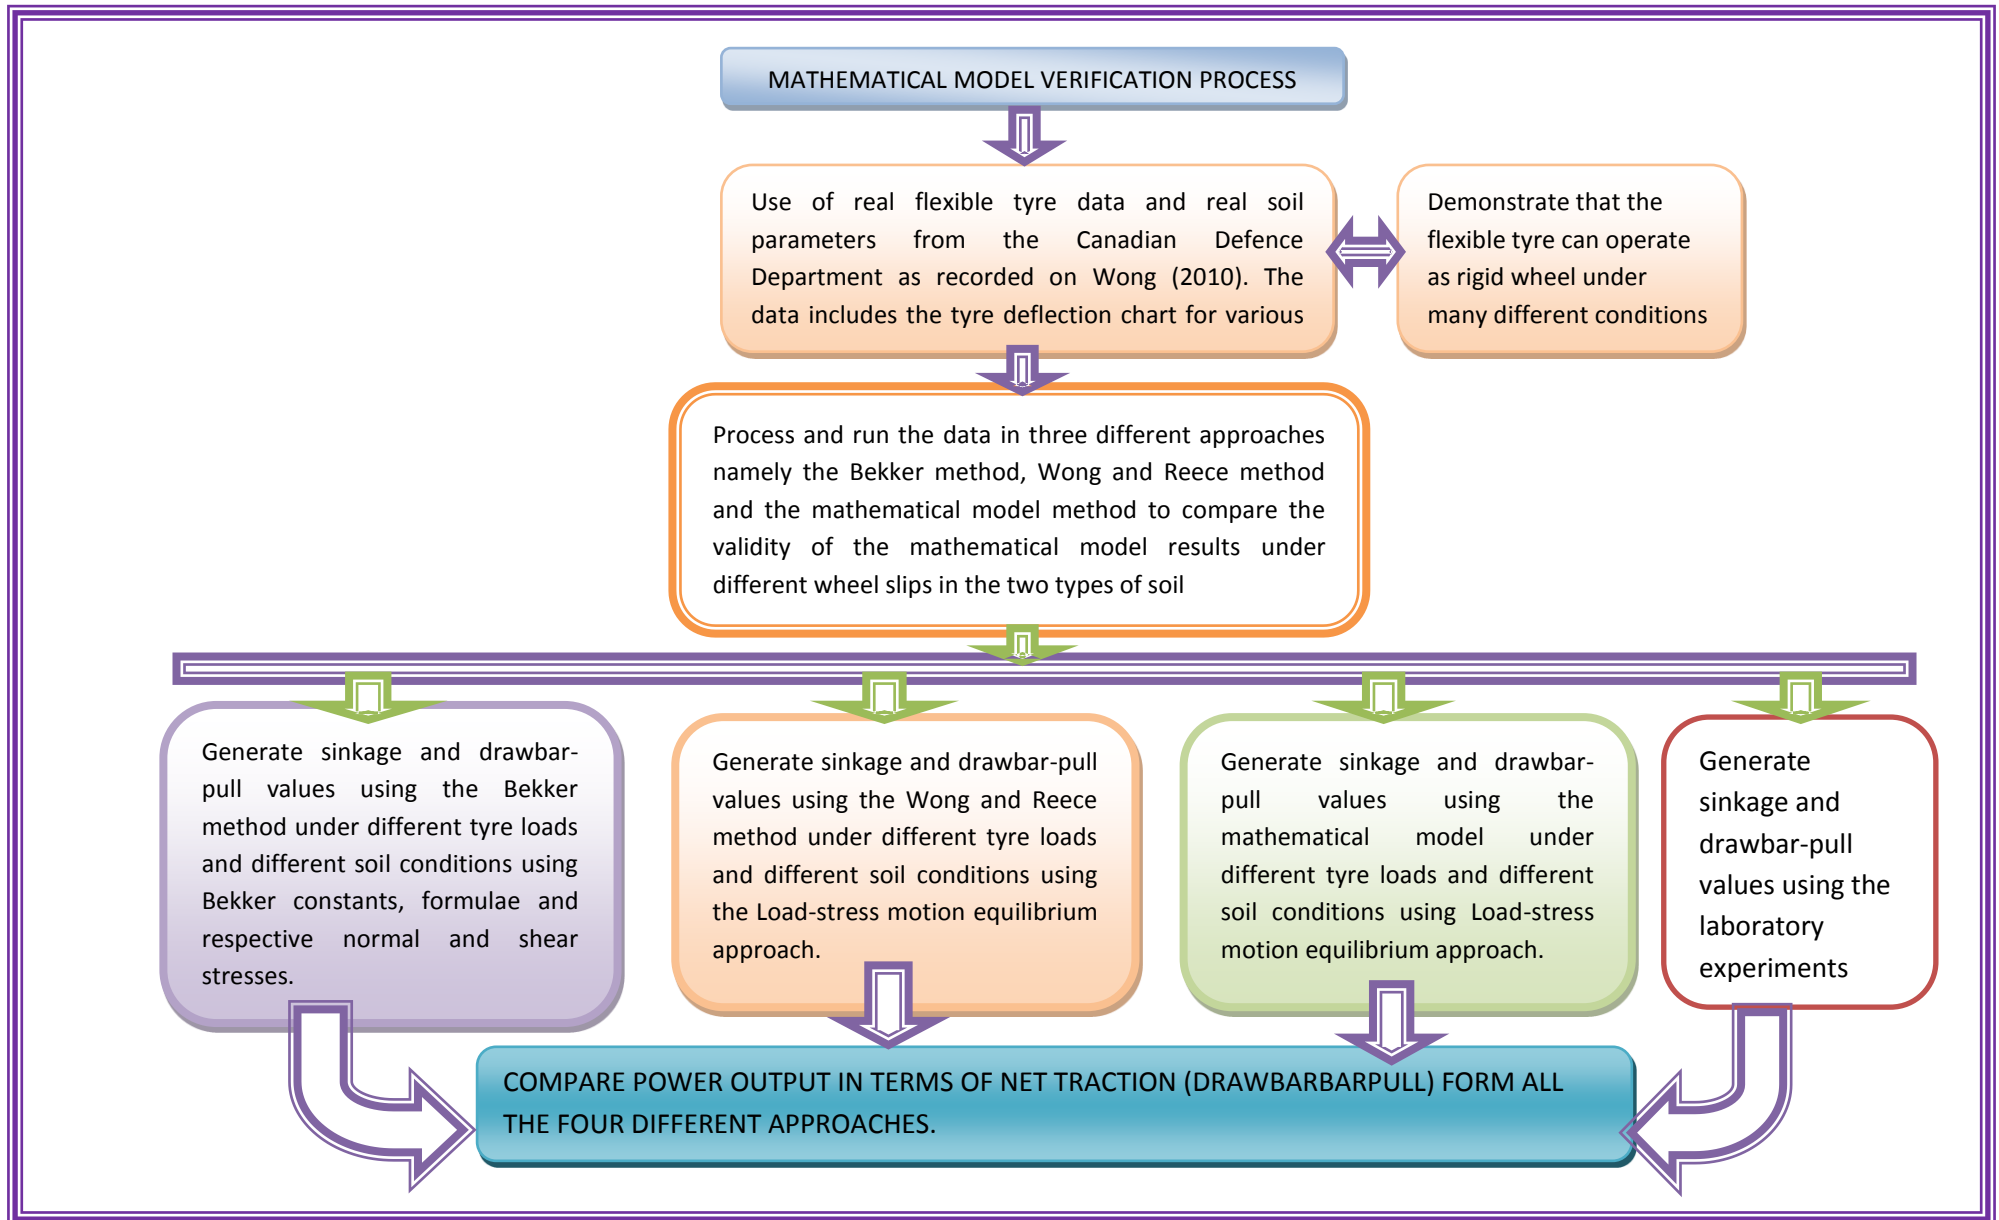 MATHEMATICAL MODEL VERIFICATION PROCESS
Use of real flexible tyre data and real soil
parameters from the Canadian Defence
Department as recorded on Wong (2010). The
data includes the tyre deflection chart for various
Demonstrate that the
flexible tyre can operate
as rigid wheel under
many different conditions
Process and run the data in three different approaches
namely the Bekker method, Wong and Reece method
and the mathematical model method to compare the
validity of the mathematical model results under
different wheel slips in the two types of soil
Generate sinkage and drawbar-
pull values using the Bekker
method under different tyre loads
and different soil conditions using
Bekker constants, formulae and
respective normal and shear
stresses.
Generate sinkage and drawbar-pull
values using the Wong and Reece
method under different tyre loads
and different soil conditions using
the Load-stress motion equilibrium
approach.
Generate sinkage and drawbar-
pull values using the
mathematical model under
different tyre loads and different
soil conditions using Load-stress
motion equilibrium approach.
Generate
sinkage and
drawbar-pull
values using the
laboratory
experiments
COMPARE POWER OUTPUT IN TERMS OF NET TRACTION (DRAWBARBARPULL) FORM ALL
THE FOUR DIFFERENT APPROACHES.